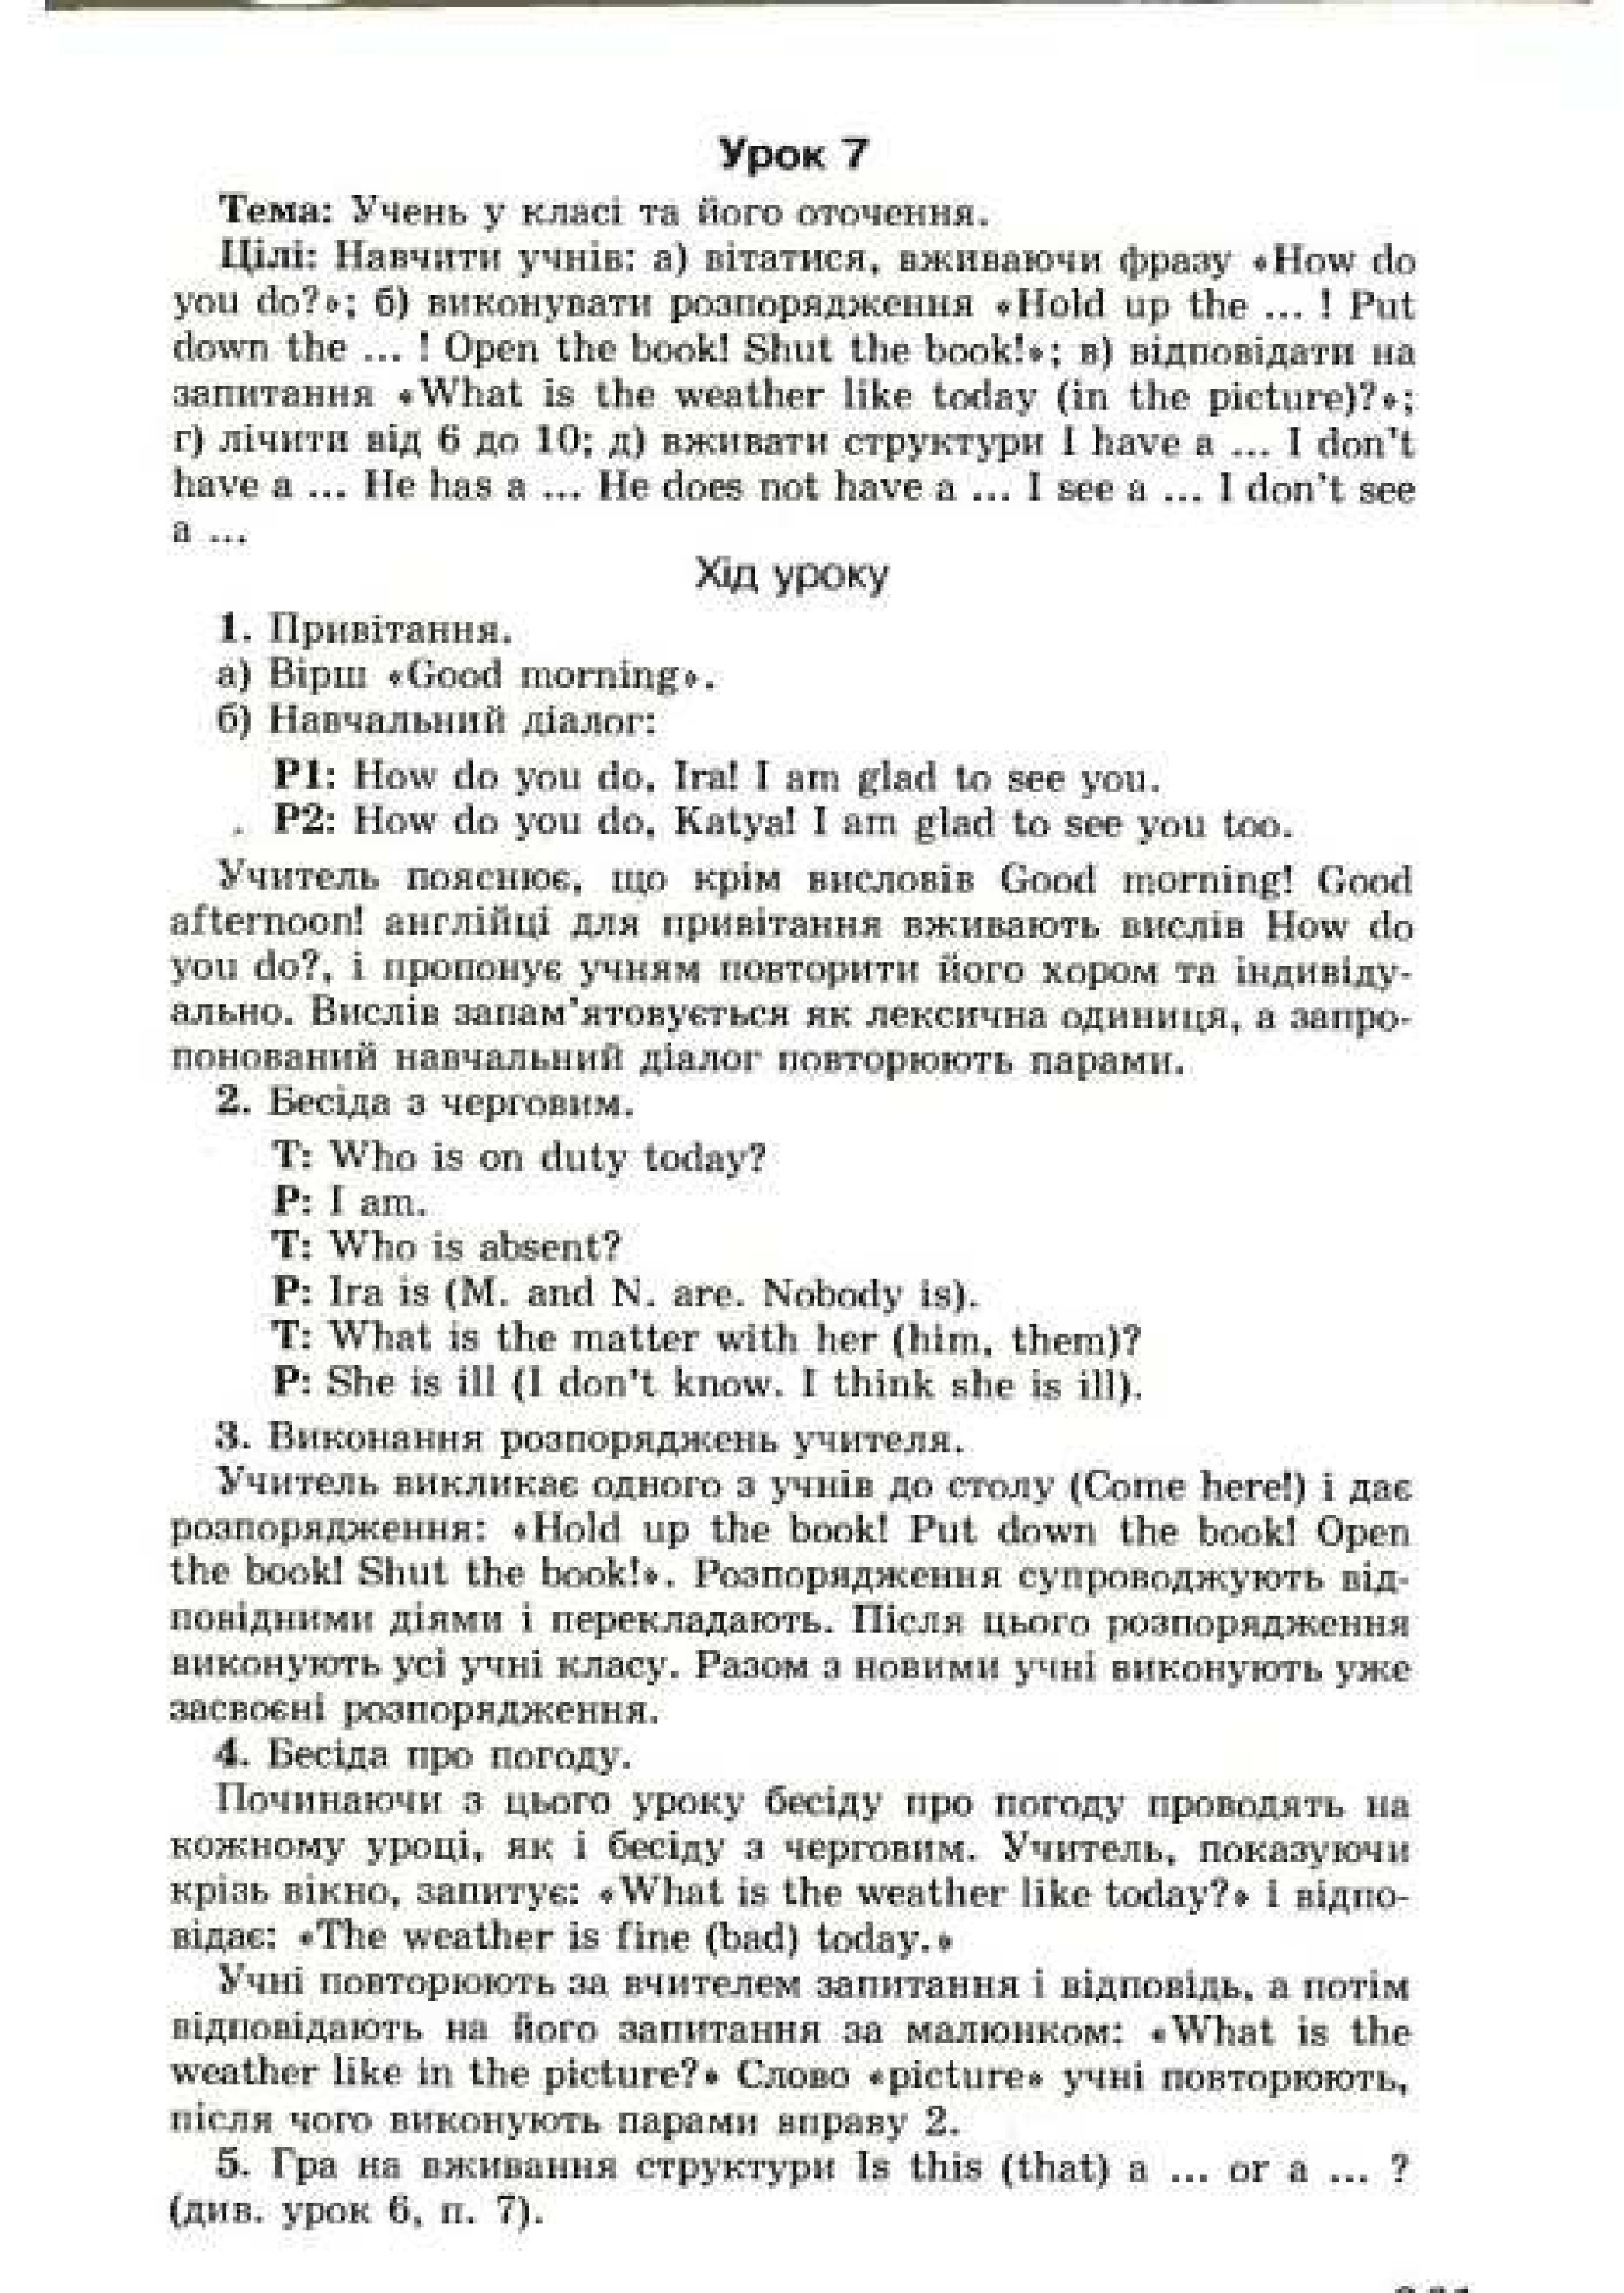 Урок 7
Тема: Учень у класі та його оточення.
Цілі: Навчити учнів: а) вітатися, вживаючи фразу «How do
you do?»; б) виконувати розпорядження «Hold up the ... ! Put
down the ... ! Open the book! Shut the book!»; в) відповідати на
запитання «What is the weather like today (in the picture)?»;
г) лічити від 6 до 10; д) вживати структури I have a ... I don't
have a ... He has a ... He does not have a ... I see a ... I don't see
a ...
Хід уроку
1. Привітання.
а) Вірш «Good morning».
б) Навчальний діалог:
P1: How do you do, Ira! I am glad to see you.
P2: How do you do, Katya! I am glad to see you too.
Учитель пояснює, що крім висловів Good morning! Good
afternoon! англійці для привітання вживають вислів How do
you do?, і пропонує учням повторити його хором та індивіду-
ально. Вислів запам'ятовується як лексична одиниця, а запро-
понований навчальний діалог повторюють парами.
2. Бесіда з черговим.
T: Who is on duty today?
P: I am.
T: Who is absent?
P: Ira is (M. and N. are. Nobody is).
T: What is the matter with her (him, them)?
P: She is ill (I don't know. I think she is ill).
3. Виконання розпоряджень учителя.
Учитель викликає одного з учнів до столу (Come here!) і дає
розпорядження: «Hold up the book! Put down the book! Open
the book! Shut the book!». Розпорядження супроводжують від-
повідними діями і перекладають. Після цього розпорядження
виконують усі учні класу. Разом з новими учні виконують уже
засвоєні розпорядження.
4. Бесіда про погоду.
Починаючи з цього уроку бесіду про погоду проводять на
кожному уроці, як і бесіду з черговим. Учитель, показуючи
крізь вікно, запитує: «What is the weather like today?» і відпо-
відає: «The weather is fine (bad) today.»
Учні повторюють за вчителем запитання і відповідь, а потім
відповідають на його запитання за малюнком: «What is the
weather like in the picture?» Слово «picture» учні повторюють,
після чого виконують парами вправу 2.
5. Гра на вживання структури Is this (that) a ... or a ... ?
(див. урок 6, п. 7).